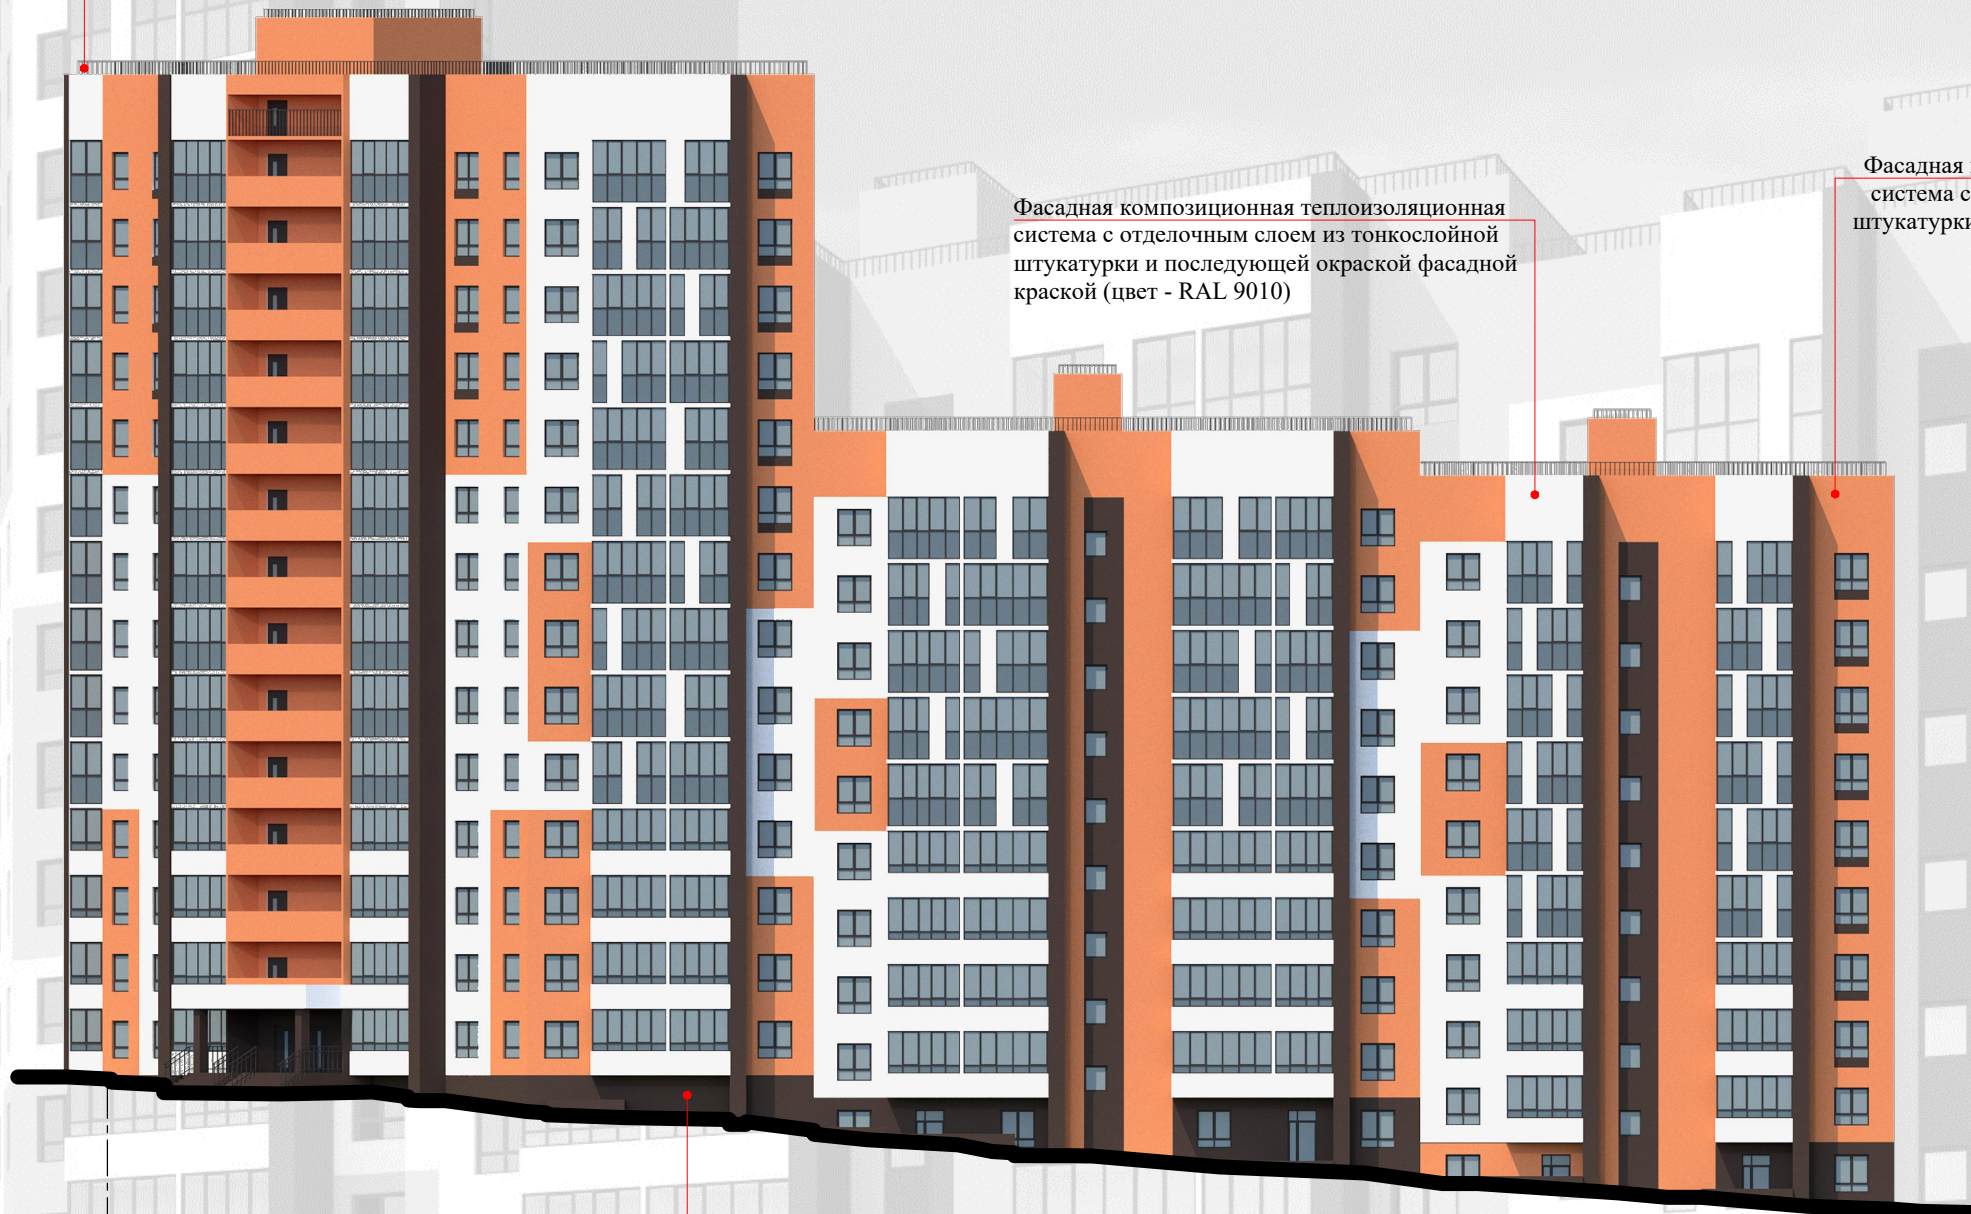 Фасадная композиционная теплоизоляционная
система с отделочным слоем из тонкослойной
штукатурки и последующей окраской фасадной
краской (цвет - RAL 9010)
Фасадная
система с
штукатурки